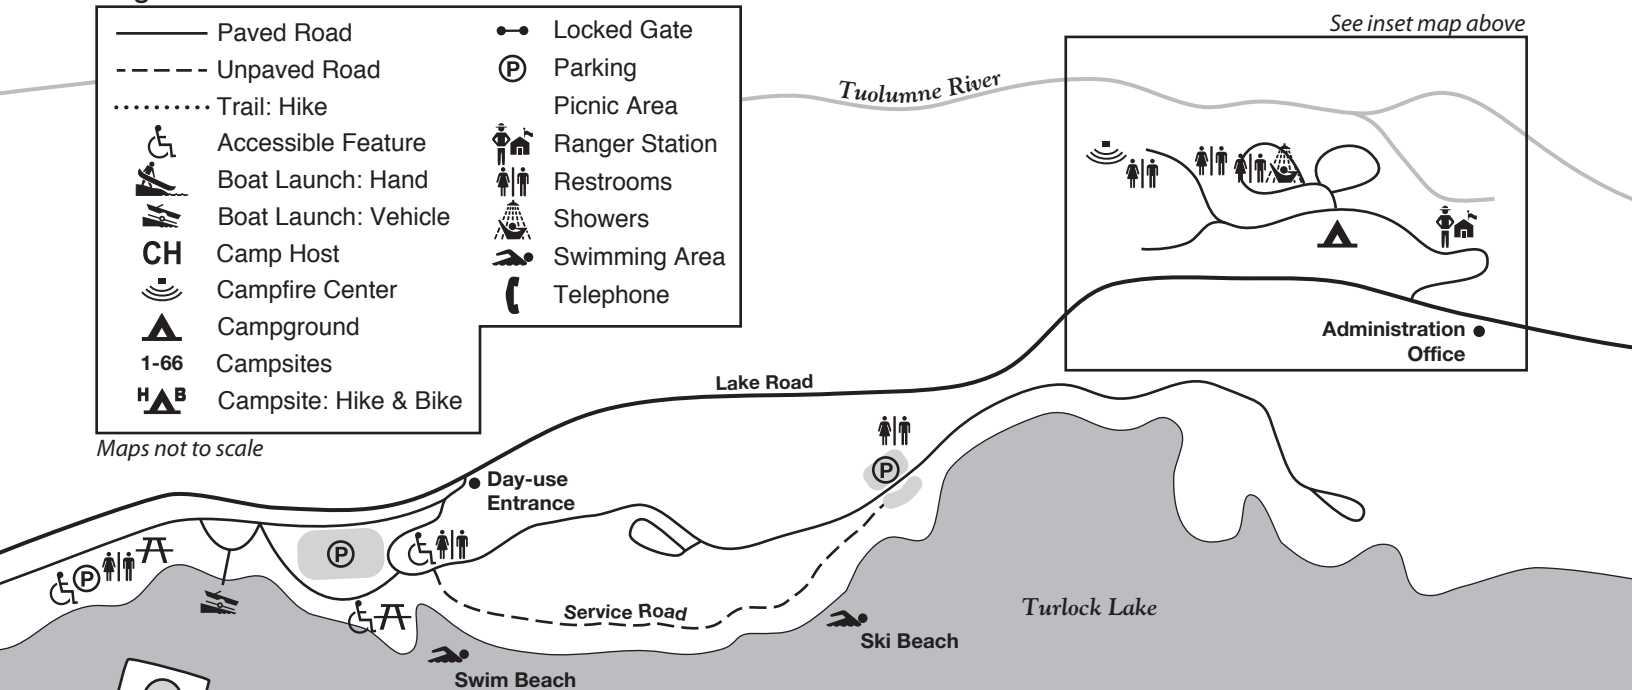 Paved Road
Unpaved Road
Trail: Hike
Accessible Feature
Boat Launch: Hand
Boat Launch: Vehicle
CH Camp Host
Campfire Center
Campground
1-66 Campsites
H B Campsite: Hike & Bike
Locked Gate
P Parking
Picnic Area
Ranger Station
Restrooms
Showers
Swimming Area
Telephone
Maps not to scale
See inset map above
Tuolumne River
Administration
Office
Lake Road
P
Day-use
Entrance
P
P
Service Road
Turlock Lake
Ski Beach
Swim Beach